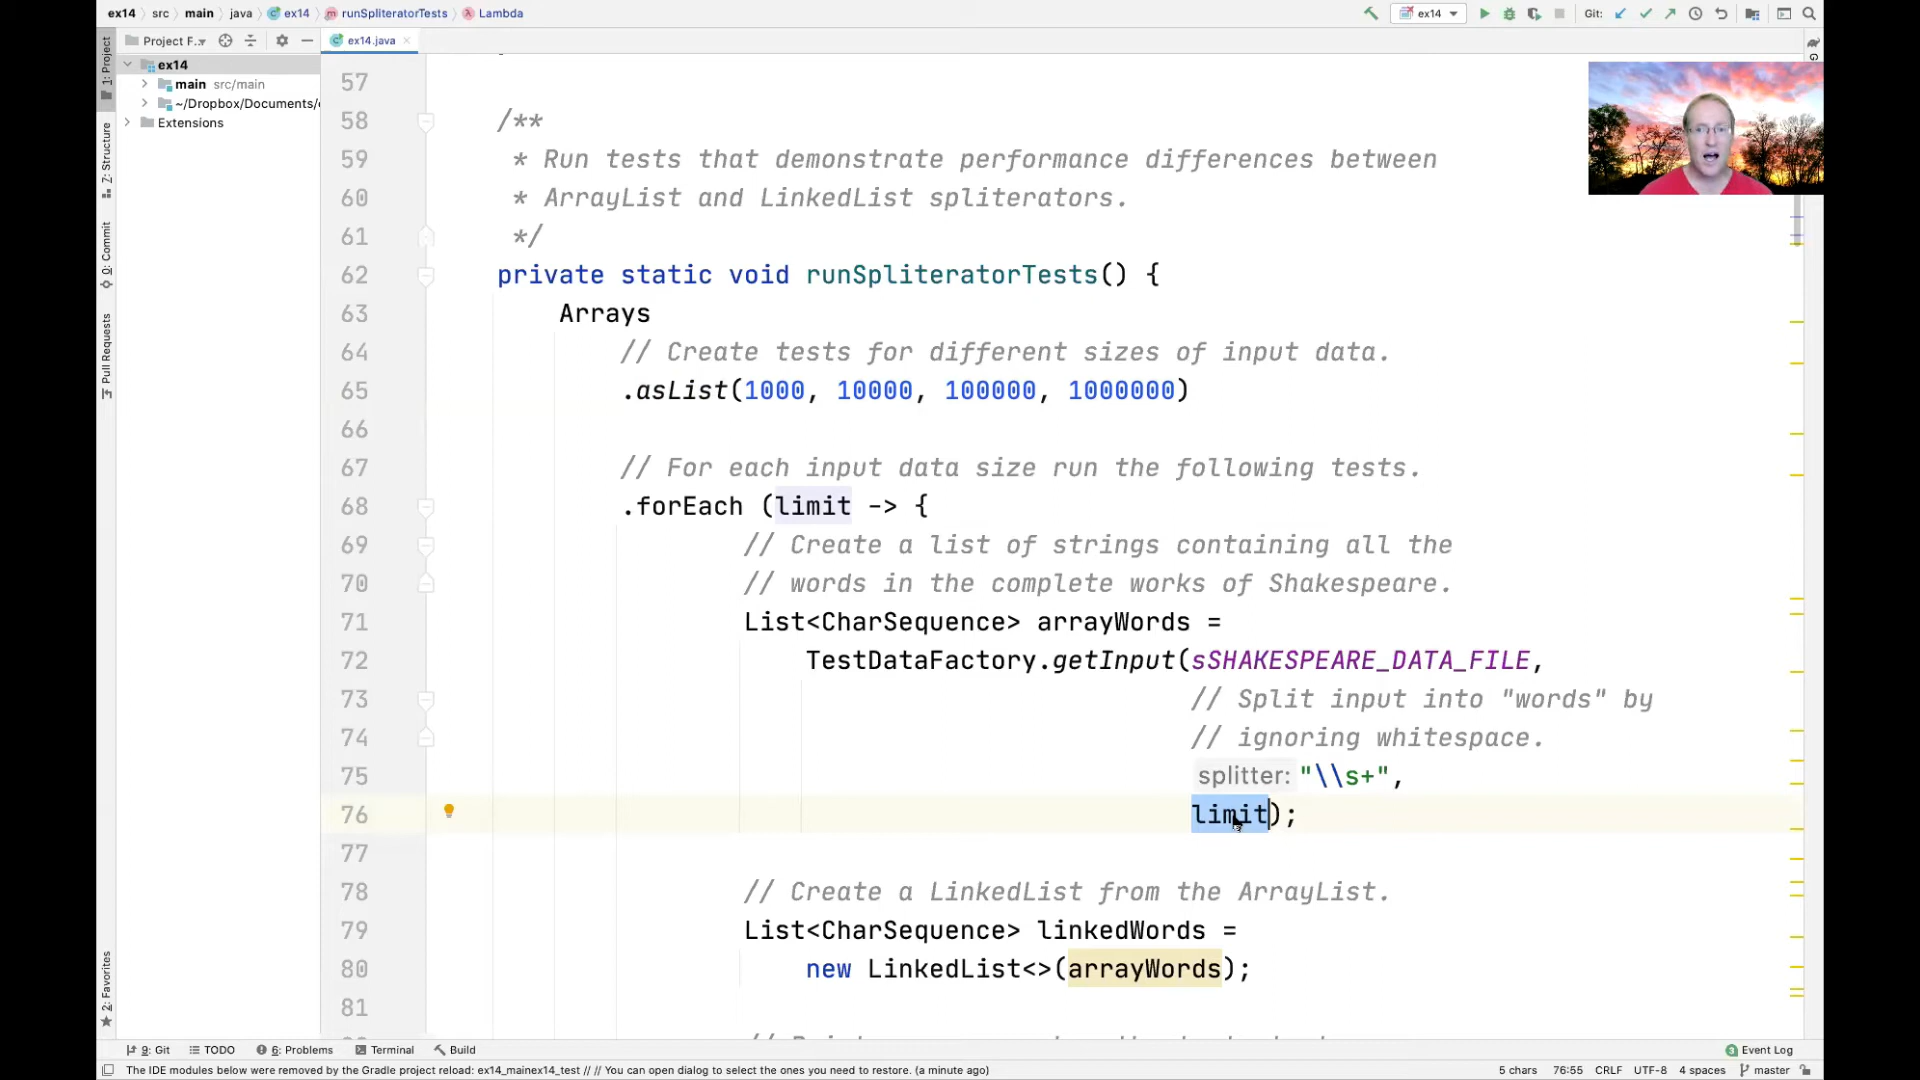 ex14 src main java ex14 runSpliteratorTests Lambda
ex14 Git:
Project F... ex14.java
ex14
main src/main
~/Dropbox/Documents/
Extensions
1: Project
7: Structure
0: Commit
Pull Requests
2: Favorites
G
57
58 /**
59 * Run tests that demonstrate performance differences between
60 * ArrayList and LinkedList spliterators.
61 */
62 private static void runSpliteratorTests() {
63 Arrays
64 // Create tests for different sizes of input data.
65 .asList(1000, 10000, 100000, 1000000)
66
67 // For each input data size run the following tests.
68 .forEach (limit -> {
69 // Create a list of strings containing all the
70 // words in the complete works of Shakespeare.
71 List<CharSequence> arrayWords =
72 TestDataFactory.getInput(sSHAKESPEARE_DATA_FILE,
73 // Split input into "words" by
74 // ignoring whitespace.
75 splitter: "\\s+",
76 limit);
77
78 // Create a LinkedList from the ArrayList.
79 List<CharSequence> linkedWords =
80 new LinkedList<>(arrayWords);
81
9: Git TODO 6: Problems Terminal Build 3 Event Log
The IDE modules below were removed by the Gradle project reload: ex14_mainex14_test // // You can open dialog to select the ones you need to restore. (a minute ago) 5 chars 76:55 CRLF UTF-8 4 spaces master